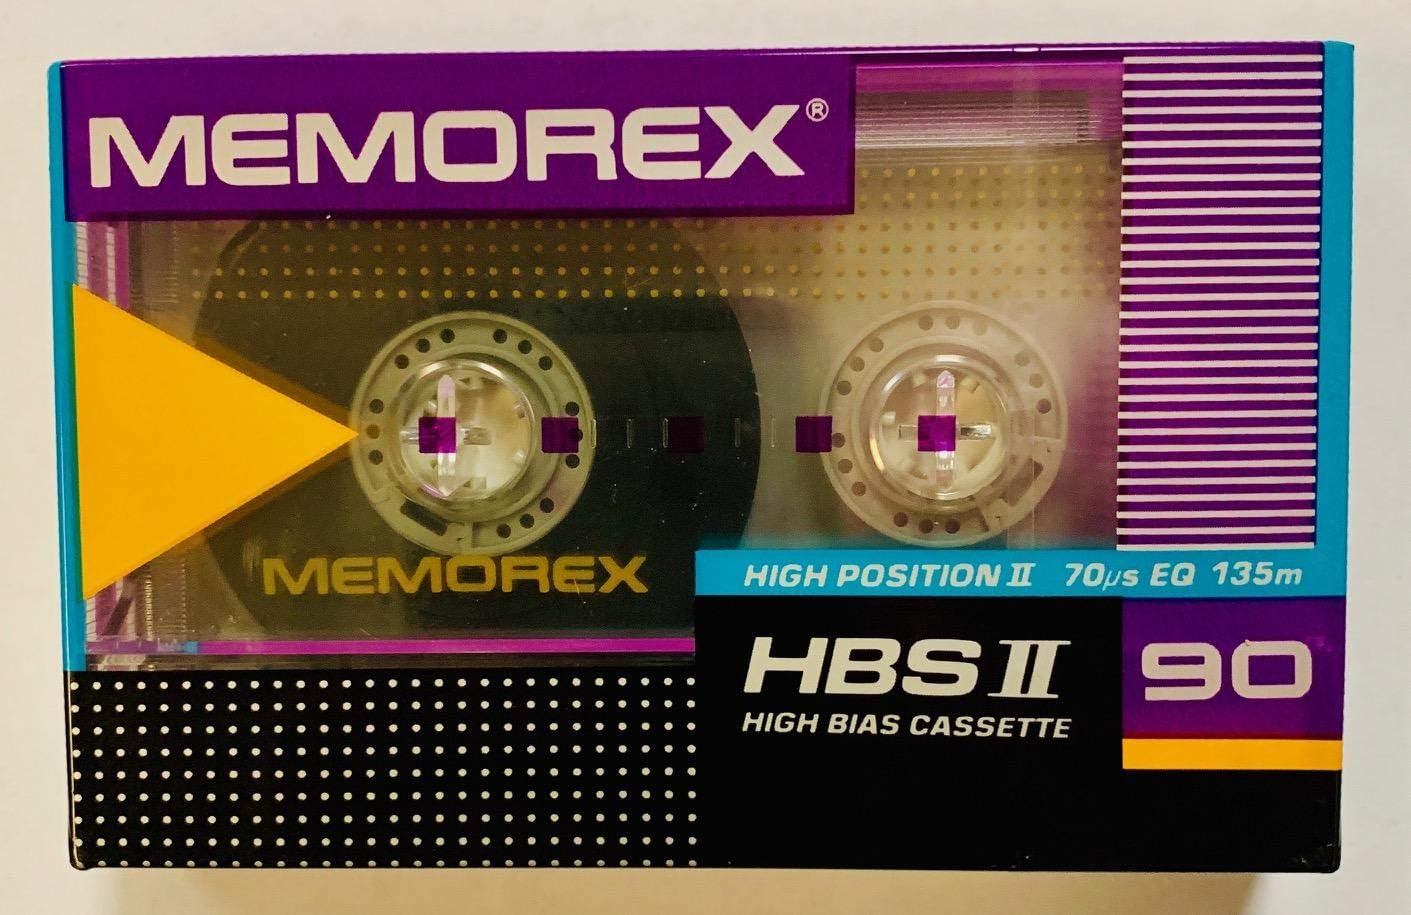 MEMOREX®
MEMOREX
HIGH POSITION II 70µs EQ 135m
HBS II
90
HIGH BIAS CASSETTE